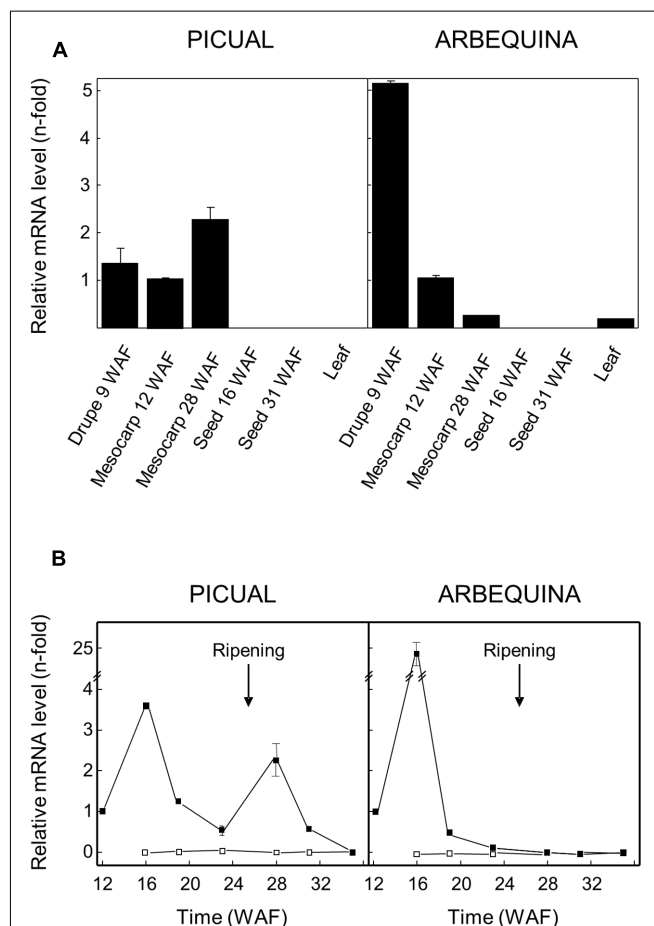 A
PICUAL ARBEQUINA
Relative mRNA level (n-fold)
5
4
3
2
1
Drupe 9 WAF
Mesocarp 12 WAF
Mesocarp 28 WAF
Seed 16 WAF
Seed 31 WAF
Leaf
Drupe 9 WAF
Mesocarp 12 WAF
Mesocarp 28 WAF
Seed 16 WAF
Seed 31 WAF
Leaf
B
PICUAL ARBEQUINA
Relative mRNA level (n-fold)
25
4
3
2
1
0
Ripening Ripening
12 16 20 24 28 32 12 16 20 24 28 32
Time (WAF) Time (WAF)